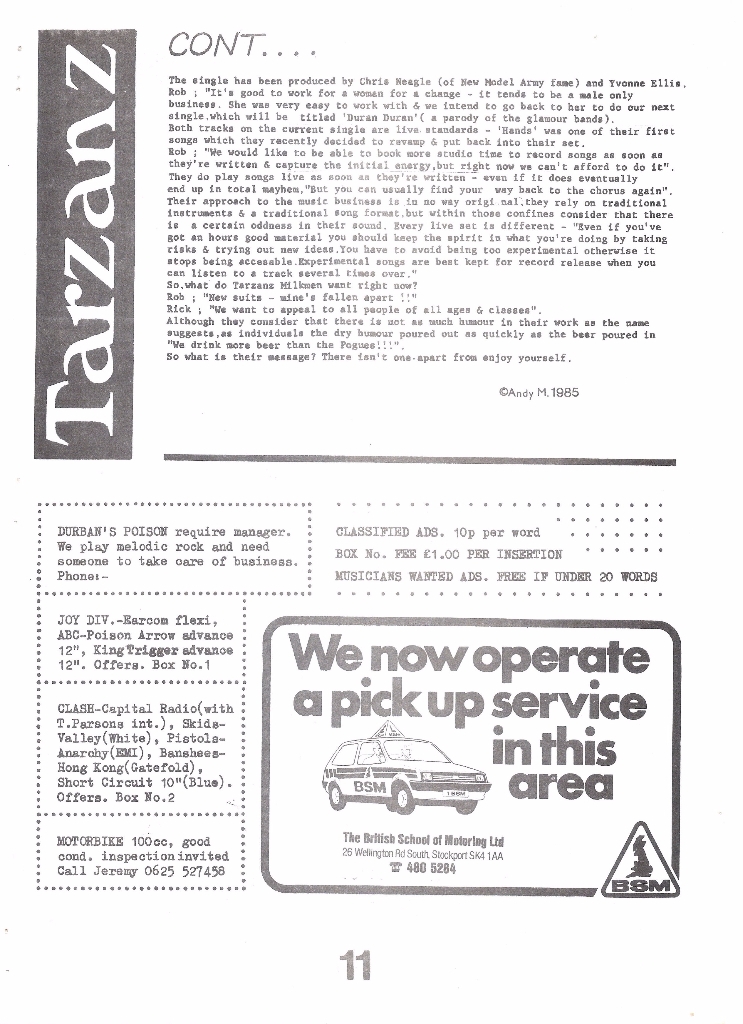 Tarzanz
CONT....
The single has been produced by Chris Neagle (of New Model Army fame) and Yvonne Ellis.
Rob ; "It's good to work for a woman for a change - it tends to be a male only
business. She was very easy to work with & we intend to go back to her to do our next
single,which will be titled 'Duran Duran'( a parody of the glamour bands).
Both tracks on the current single are live standards - 'Hands' was one of their first
songs which they recently decided to revamp & put back into their set.
Rob ; "We would like to be able to book more studio time to record songs as soon as
they're written & capture the initial energy,but right now we can't afford to do it".
They do play songs live as soon as they're written - even if it does eventually
end up in total mayhem,"But you can usually find your way back to the chorus again".
Their approach to the music business is in no way origi nal,they rely on traditional
instruments & a traditional song format,but within those confines consider that there
is a certain oddness in their sound. Every live set is different - "Even if you've
got an hours good material you should keep the spirit in what you're doing by taking
risks & trying out new ideas.You have to avoid being too experimental otherwise it
stops being accesable.Experimental songs are best kept for record release when you
can listen to a track several times over."
So,what do Tarzanz Milkmen want right now?
Rob ; "New suits - mine's fallen apart !!"
Rick ; "We want to appeal to all people of all ages & classes".
Although they consider that there is not as much humour in their work as the name
suggests,as individuals the dry humour poured out as quickly as the beer poured in
"We drink more beer than the Pogues!!!".
So what is their message? There isn't one-apart from enjoy yourself.
©Andy M.1985
DURBAN'S POISON require manager.
We play melodic rock and need
someone to take care of business.
Phone:-
CLASSIFIED ADS. 10p per word
BOX No. FEE £1.00 PER INSERTION
MUSICIANS WANTED ADS. FREE IF UNDER 20 WORDS
JOY DIV.-Earcom flexi,
ABC-Poison Arrow advance
12", King Trigger advance
12". Offers. Box No.1
CLASH-Capital Radio(with
T.Parsons int.), Skids-
Valley(White), Pistols-
Anarchy(EMI), Banshees-
Hong Kong(Gatefold),
Short Circuit 10"(Blue).
Offers. Box No.2
MOTORBIKE 100cc, good
cond. inspection invited
Call Jeremy 0625 527458
We now operate
a pick up service
in this
area
BSM
The British School of Motoring Ltd
26 Wellington Rd South, Stockport SK4 1AA
☎ 480 5264
BSM
11